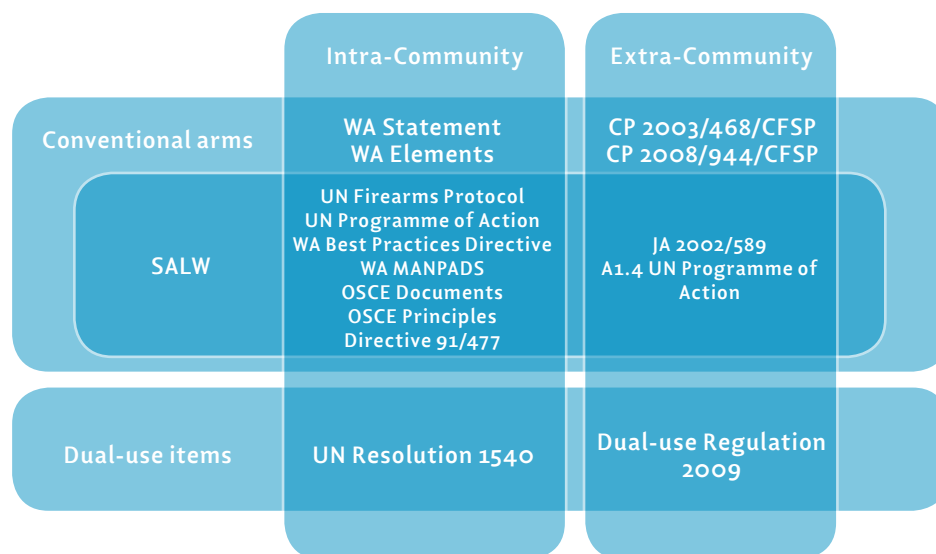 Intra-Community
Extra-Community
Conventional arms
WA Statement
WA Elements
CP 2003/468/CFSP
CP 2008/944/CFSP
SALW
UN Firearms Protocol
UN Programme of Action
WA Best Practices Directive
WA MANPADS
OSCE Documents
OSCE Principles
Directive 91/477
JA 2002/589
A1.4 UN Programme of
Action
Dual-use items
UN Resolution 1540
Dual-use Regulation
2009